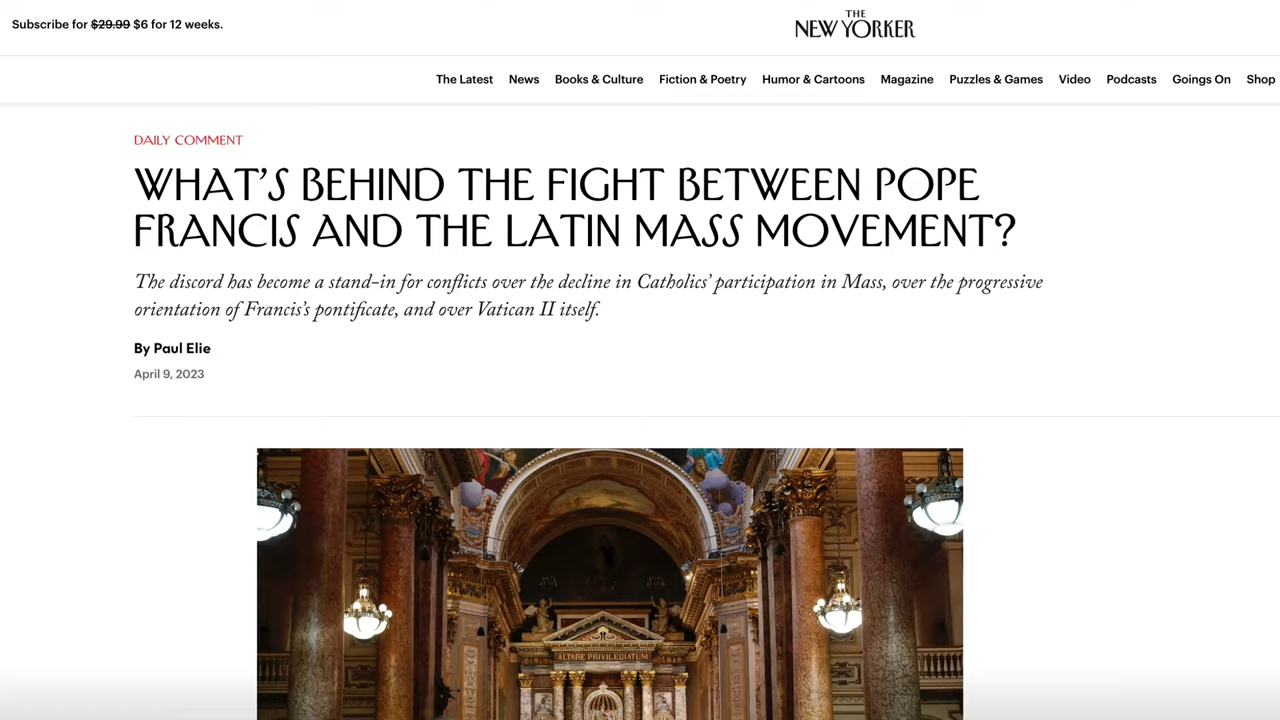 Subscribe for $29.99 $6 for 12 weeks.
THE
NEW YORKER
The Latest News Books & Culture Fiction & Poetry Humor & Cartoons Magazine Puzzles & Games Video Podcasts Goings On Shop
DAILY COMMENT
WHAT'S BEHIND THE FIGHT BETWEEN POPE
FRANCIS AND THE LATIN MASS MOVEMENT?
The discord has become a stand-in for conflicts over the decline in Catholics' participation in Mass, over the progressive
orientation of Francis's pontificate, and over Vatican II itself.
By Paul Elie
April 9, 2023
ALTARE PRIVILEGIATUM